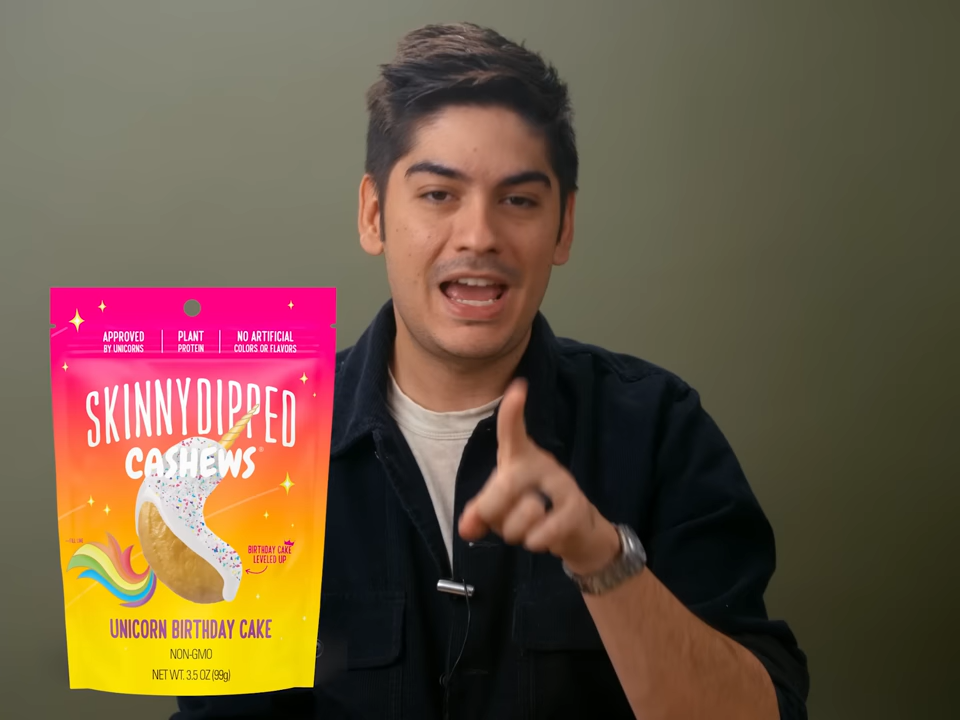 APPROVED
BY UNICORNS
PLANT
PROTEIN
NO ARTIFICIAL
COLORS OR FLAVORS
SKINNYDIPPED
CASHEWS
BIRTHDAY CAKE
LEVELED UP
UNICORN BIRTHDAY CAKE
NON-GMO
NET WT. 3.5 OZ (99g)